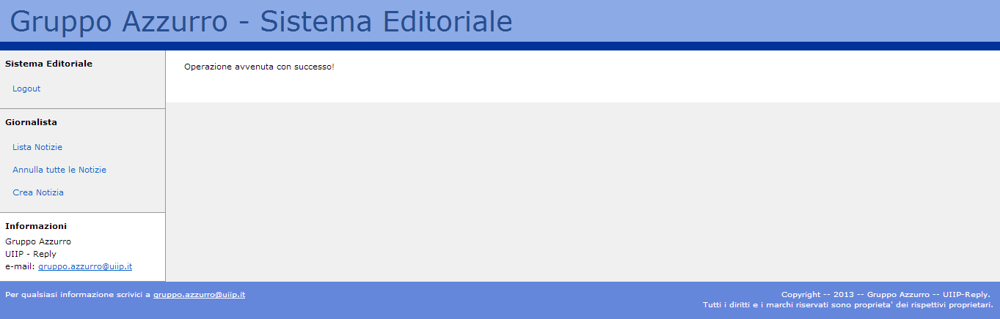 Gruppo Azzurro - Sistema Editoriale
Sistema Editoriale
Logout
Giornalista
Lista Notizie
Annulla tutte le Notizie
Crea Notizia
Informazioni
Gruppo Azzurro
UIIP - Reply
e-mail: gruppo.azzurro@uiip.it
Operazione avvenuta con successo!
Per qualsiasi informazione scrivici a gruppo.azzurro@uiip.it
Copyright -- 2013 -- Gruppo Azzurro -- UIIP-Reply.
Tutti i diritti e i marchi riservati sono proprieta' dei rispettivi proprietari.